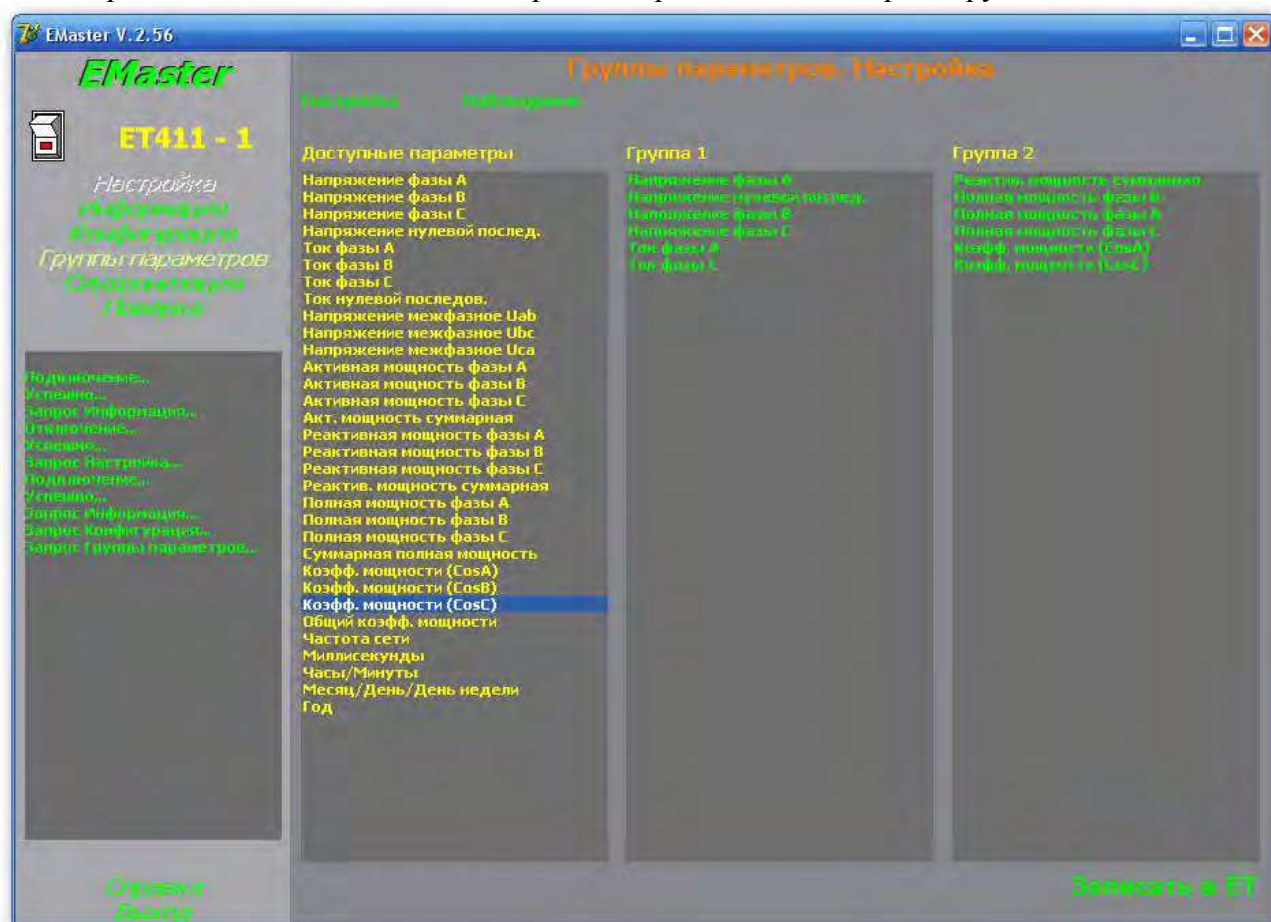 EMaster V.2.56
EMaster
ET411 - 1
Настройка
Информация
Конфигурация
Группы параметров
Поверка
Подключение...
Успешно...
Запрос Информация...
Отключение...
Успешно...
Запрос Настройка...
Подключение...
Успешно...
Запрос Информация...
Запрос Конфигурация...
Запрос Группы параметров...
Справка
Выход
Группы параметров. Настройка
Настройка Наблюдение
Доступные параметры
Напряжение фазы A
Напряжение фазы B
Напряжение фазы C
Напряжение нулевой послед.
Ток фазы A
Ток фазы B
Ток фазы C
Ток нулевой последов.
Напряжение межфазное Uab
Напряжение межфазное Ubc
Напряжение межфазное Uca
Активная мощность фазы A
Активная мощность фазы B
Активная мощность фазы C
Акт. мощность суммарная
Реактивная мощность фазы A
Реактивная мощность фазы B
Реактивная мощность фазы C
Реактив. мощность суммарная
Полная мощность фазы A
Полная мощность фазы B
Полная мощность фазы C
Суммарная полная мощность
Коэфф. мощности (CosA)
Коэфф. мощности (CosB)
Коэфф. мощности (CosC)
Общий коэфф. мощности
Частота сети
Миллисекунды
Часы/Минуты
Месяц/День/День недели
Год
Группа 1
Напряжение фазы A
Напряжение нулевой послед.
Напряжение фазы B
Напряжение фазы C
Ток фазы A
Ток фазы C
Группа 2
Реактив. мощность суммарная
Полная мощность фазы B
Полная мощность фазы A
Полная мощность фазы C
Коэфф. мощности (CosA)
Коэфф. мощности (CosC)
Записать в ET